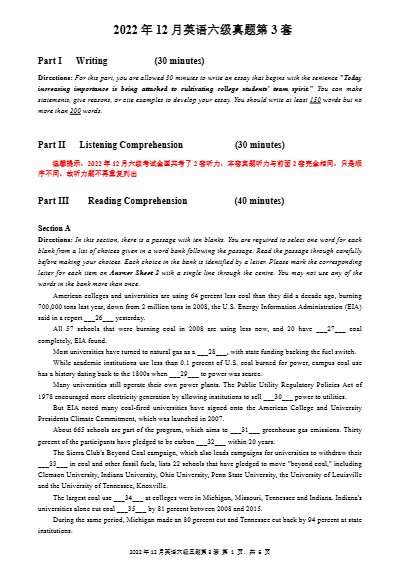 2022 年 12 月英语六级真题第 3 套
Part I Writing (30 minutes)
Directions: For this part, you are allowed 30 minutes to write an essay that begins with the sentence "Today,
increasing importance is being attached to cultivating college students' team spirit." You can make
statements, give reasons, or cite examples to develop your essay. You should write at least 150 words but no
more than 200 words.
Part II Listening Comprehension (30 minutes)
温馨提示，2022 年 12 月六级考试全国共考了 2 套听力，本套真题听力与前面 2 套完全相同，只是顺
序不同，故听力题不再重复列出
Part III Reading Comprehension (40 minutes)
Section A
Directions: In this section, there is a passage with ten blanks. You are required to select one word for each
blank from a list of choices given in a word bank following the passage. Read the passage through carefully
before making your choices. Each choice in the bank is identified by a letter. Please mark the corresponding
letter for each item on Answer Sheet 2 with a single line through the centre. You may not use any of the
words in the bank more than once.
American colleges and universities are using 64 percent less coal than they did a decade ago, burning
700,000 tons last year, down from 2 million tons in 2008, the U.S. Energy Information Administration (EIA)
said in a report ___26___ yesterday.
All 57 schools that were burning coal in 2008 are using less now, and 20 have ___27___ coal
completely, EIA found.
Most universities have turned to natural gas as a ___28___, with state funding backing the fuel switch.
While academic institutions use less than 0.1 percent of U.S. coal burned for power, campus coal use
has a history dating back to the 1800s when ___29___ to power was scarce.
Many universities still operate their own power plants. The Public Utility Regulatory Policies Act of
1978 encouraged more electricity generation by allowing institutions to sell ___30___ power to utilities.
But EIA noted many coal-fired universities have signed onto the American College and University
Presidents Climate Commitment, which was launched in 2007.
About 665 schools are part of the program, which aims to ___31___ greenhouse gas emissions. Thirty
percent of the participants have pledged to be carbon ___32___ within 20 years.
The Sierra Club's Beyond Coal campaign, which also leads campaigns for universities to withdraw their
___33___ in coal and other fossil fuels, lists 22 schools that have pledged to move "beyond coal," including
Clemson University, Indiana University, Ohio University, Penn State University, the University of Louisville
and the University of Tennessee, Knoxville.
The largest coal use ___34___ at colleges were in Michigan, Missouri, Tennessee and Indiana. Indiana's
universities alone cut coal ___35___ by 81 percent between 2008 and 2015.
During the same period, Michigan made an 80 percent cut and Tennessee cut back by 94 percent at state
institutions.
2022 年 12 月英语六级真题第 3 套 第 1 页，共 6 页